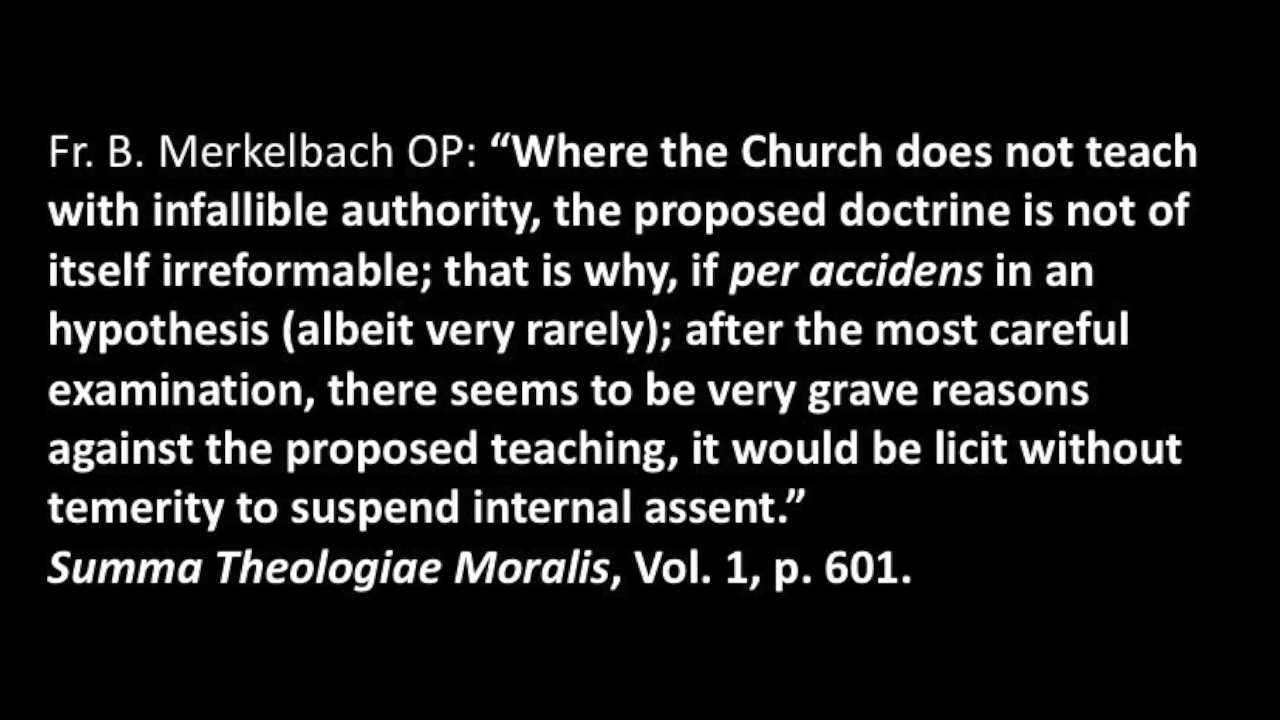 Fr. B. Merkelbach OP: “Where the Church does not teach
with infallible authority, the proposed doctrine is not of
itself irreformable; that is why, if per accidens in an
hypothesis (albeit very rarely); after the most careful
examination, there seems to be very grave reasons
against the proposed teaching, it would be licit without
temerity to suspend internal assent.”
Summa Theologiae Moralis, Vol. 1, p. 601.